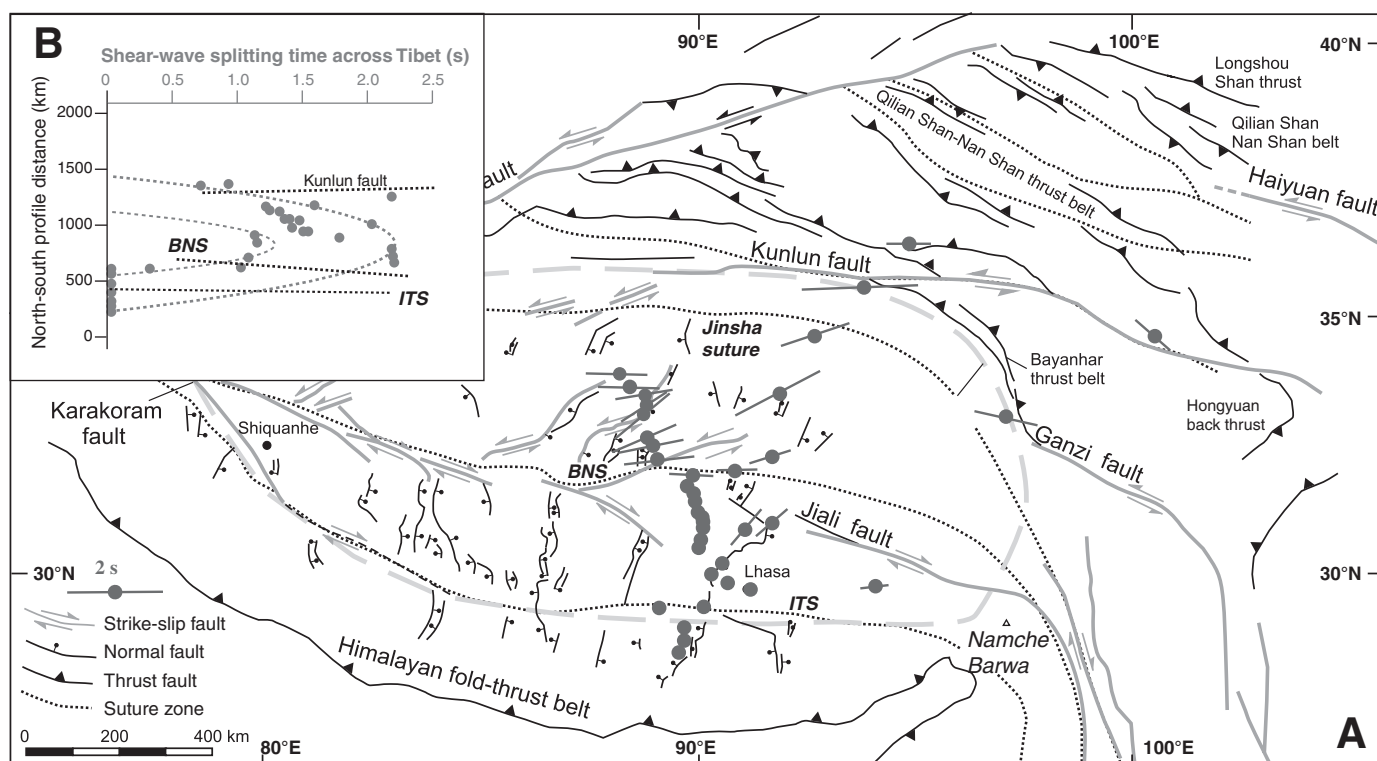 B
Shear-wave splitting time across Tibet (s)
0 0.5 1.0 1.5 2.0 2.5
North-south profile distance (km)
2000
1500
1000
500
0
Kunlun fault
BNS
ITS
90°E
100°E
40°N
Longshou
Shan thrust
Qilian Shan
Nan Shan belt
Qilian Shan-Nan Shan thrust belt
Haiyuan fault
ault
Kunlun fault
35°N
Jinsha
suture
Bayanhar
thrust belt
Hongyuan
back thrust
Karakoram
fault
Shiquanhe
BNS
Ganzi fault
Jiali fault
30°N
30°N
2 s
Lhasa
ITS
Namche
Barwa
Strike-slip fault
Normal fault
Thrust fault
Suture zone
Himalayan fold-thrust belt
0 200 400 km
80°E
90°E
100°E
A